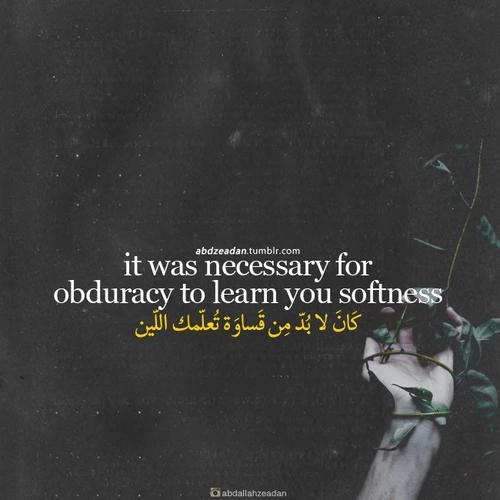 abdzeadan.tumblr.com
it was necessary for
obduracy to learn you softness
كَانَ لا بُدّ مِن قَساوَة تُعلّمك اللّين
abdallahzeadan